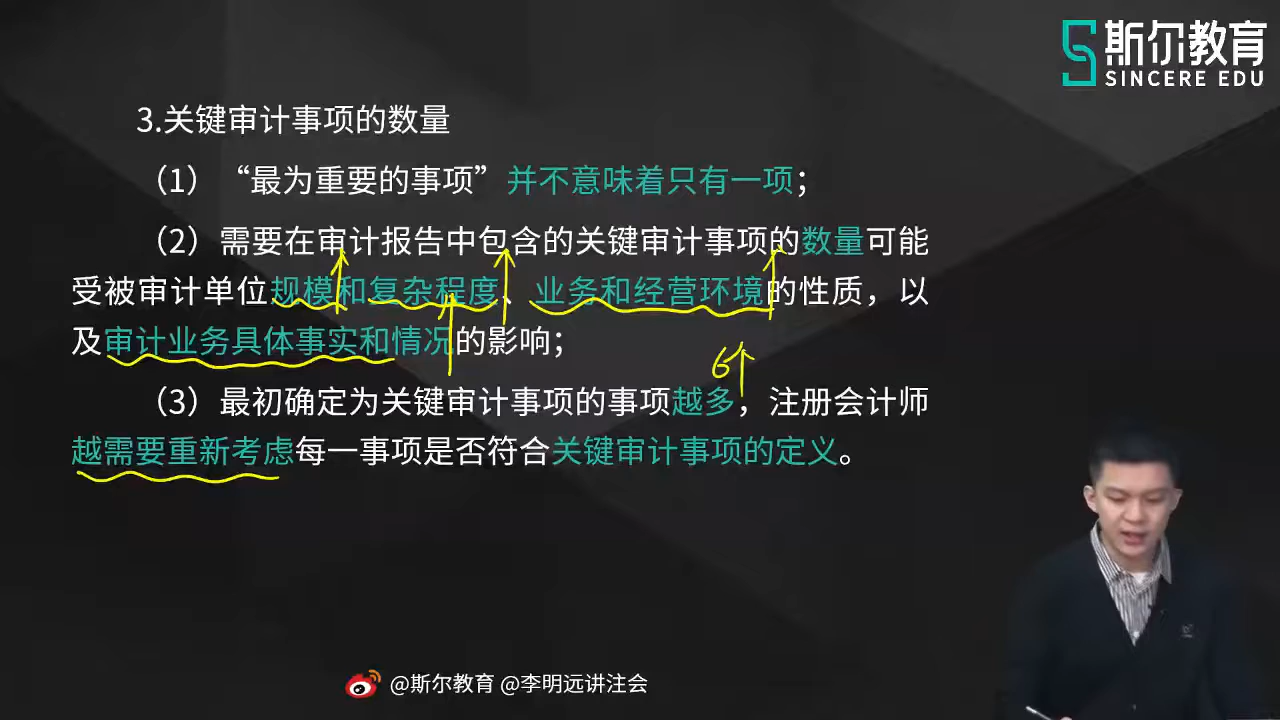 斯尔教育
SINCERE EDU
3.关键审计事项的数量
（1）“最为重要的事项”并不意味着只有一项；
（2）需要在审计报告中包含的关键审计事项的数量可能
受被审计单位规模和复杂程度、业务和经营环境的性质，以
及审计业务具体事实和情况的影响；
6
（3）最初确定为关键审计事项的事项越多，注册会计师
越需要重新考虑每一事项是否符合关键审计事项的定义。
@斯尔教育 @李明远讲注会